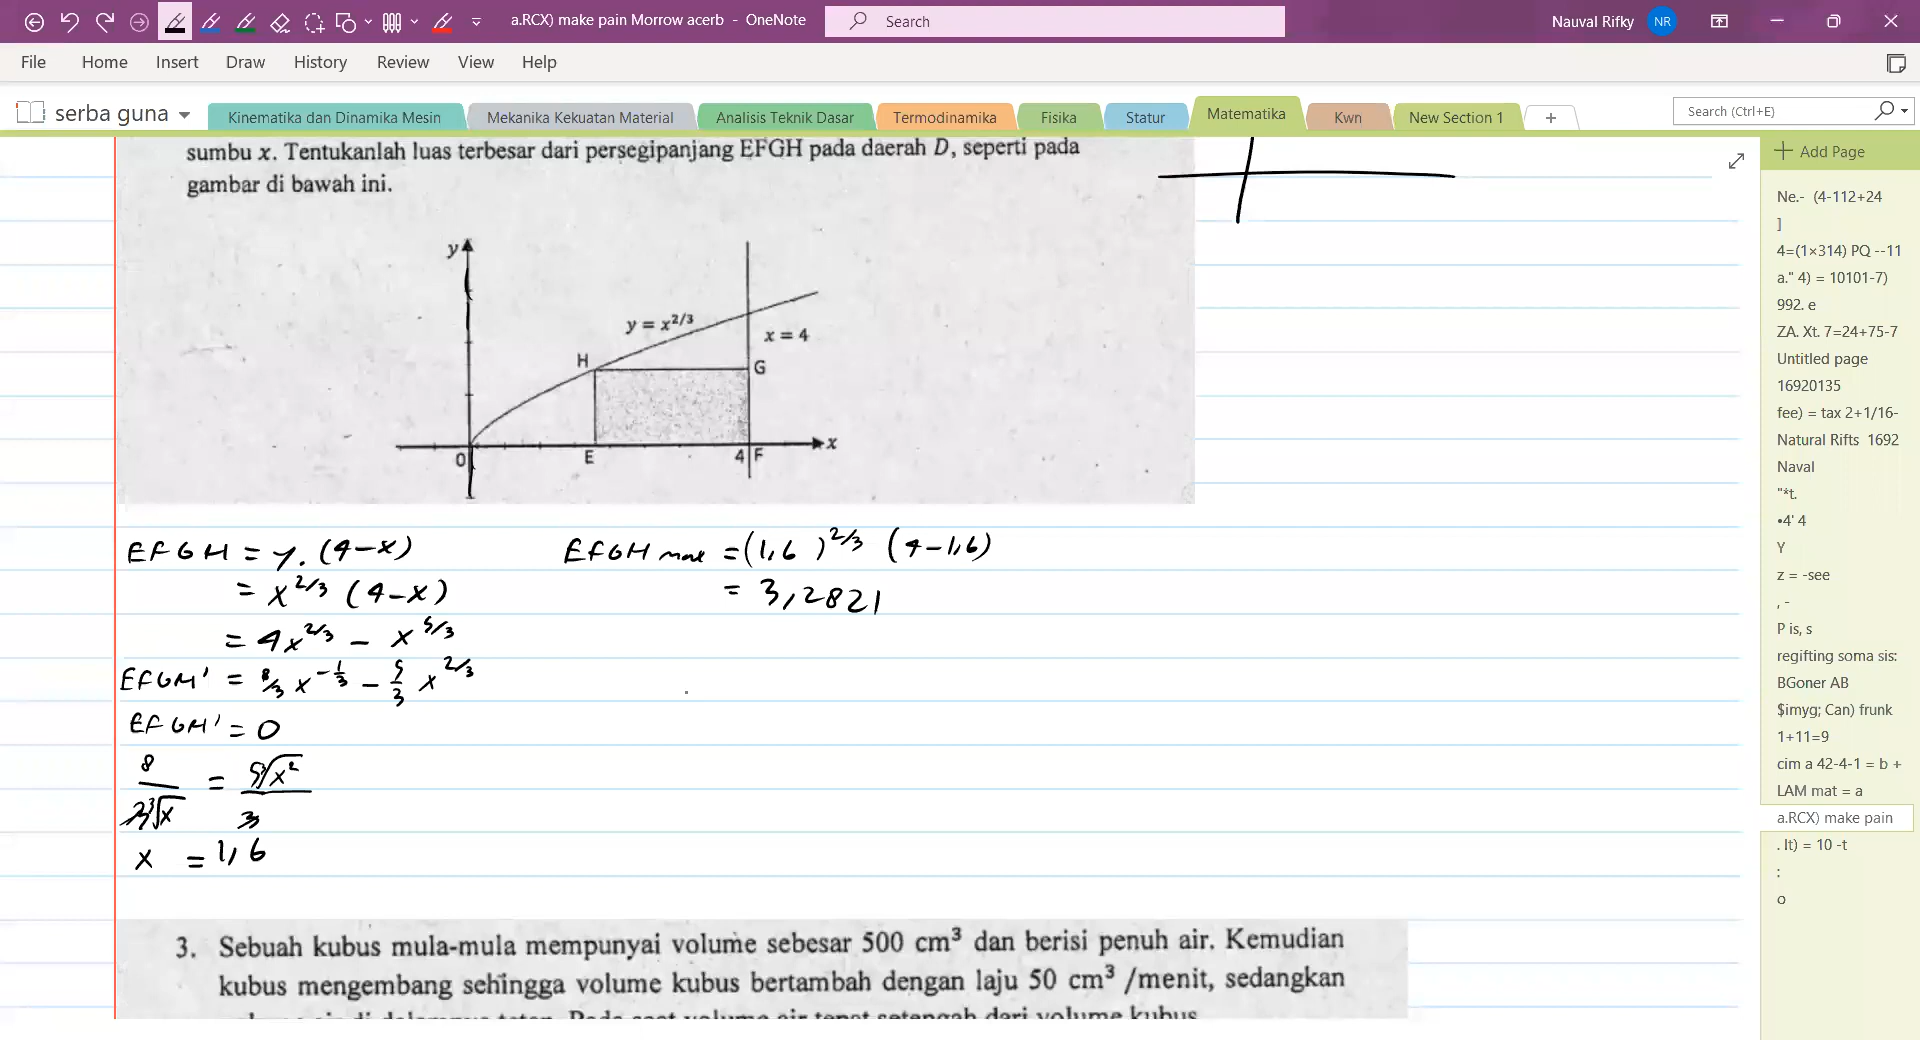 a.RCX) make pain Morrow acerb - OneNote
Search
Nauval Rifky
NR
File Home Insert Draw History Review View Help
serba guna
Kinematika dan Dinamika Mesin
Mekanika Kekuatan Material
Analisis Teknik Dasar
Termodinamika
Fisika
Statur
Matematika
Kwn
New Section 1
Search (Ctrl+E)
sumbu x. Tentukanlah luas terbesar dari persegipanjang EFGH pada daerah D, seperti pada
gambar di bawah ini.
y
y = x^2/3
x = 4
H
G
x
0
E
4
F
EFGH = y. (4-x)
= x^2/3 (4-x)
= 4x^2/3 - x^5/3
EFGH' = 8/3 x^-1/3 - 5/3 x^2/3
EFGH' = 0
8/3∛x = 5∛x²/3
x = 1,6
EFGH max = (1,6)^2/3 (4-1,6)
= 3,2821
3. Sebuah kubus mula-mula mempunyai volume sebesar 500 cm³ dan berisi penuh air. Kemudian
kubus mengembang sehingga volume kubus bertambah dengan laju 50 cm³ /menit, sedangkan
Add Page
Ne.- (4-112+24
]
4=(1×314) PQ --11
a." 4) = 10101-7)
992. e
ZA. Xt. 7=24+75-7
Untitled page
16920135
fee) = tax 2+1/16-
Natural Rifts 1692
Naval
"*t.
•4' 4
Y
z = -see
, -
P is, s
regifting soma sis:
BGoner AB
$imyg; Can) frunk
1+11=9
cim a 42-4-1 = b +
LAM mat = a
a.RCX) make pain
. It) = 10 -t
:
o